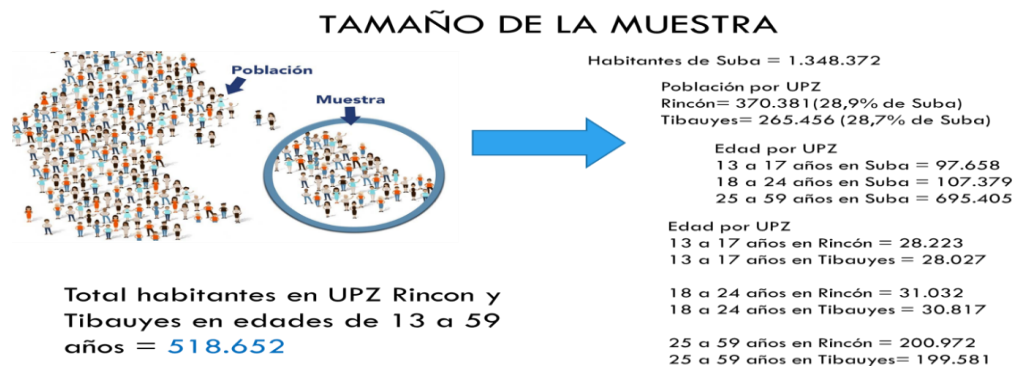 TAMAÑO DE LA MUESTRA
Población
Muestra
Total habitantes en UPZ Rincon y
Tibauyes en edades de 13 a 59
años = 518.652
Habitantes de Suba = 1.348.372
Población por UPZ
Rincón= 370.381(28,9% de Suba)
Tibauyes= 265.456 (28,7% de Suba)
Edad por UPZ
13 a 17 años en Suba = 97.658
18 a 24 años en Suba = 107.379
25 a 59 años en Suba = 695.405
Edad por UPZ
13 a 17 años en Rincón = 28.223
13 a 17 años en Tibauyes = 28.027
18 a 24 años en Rincón = 31.032
18 a 24 años en Tibauyes = 30.817
25 a 59 años en Rincón = 200.972
25 a 59 años en Tibauyes= 199.581